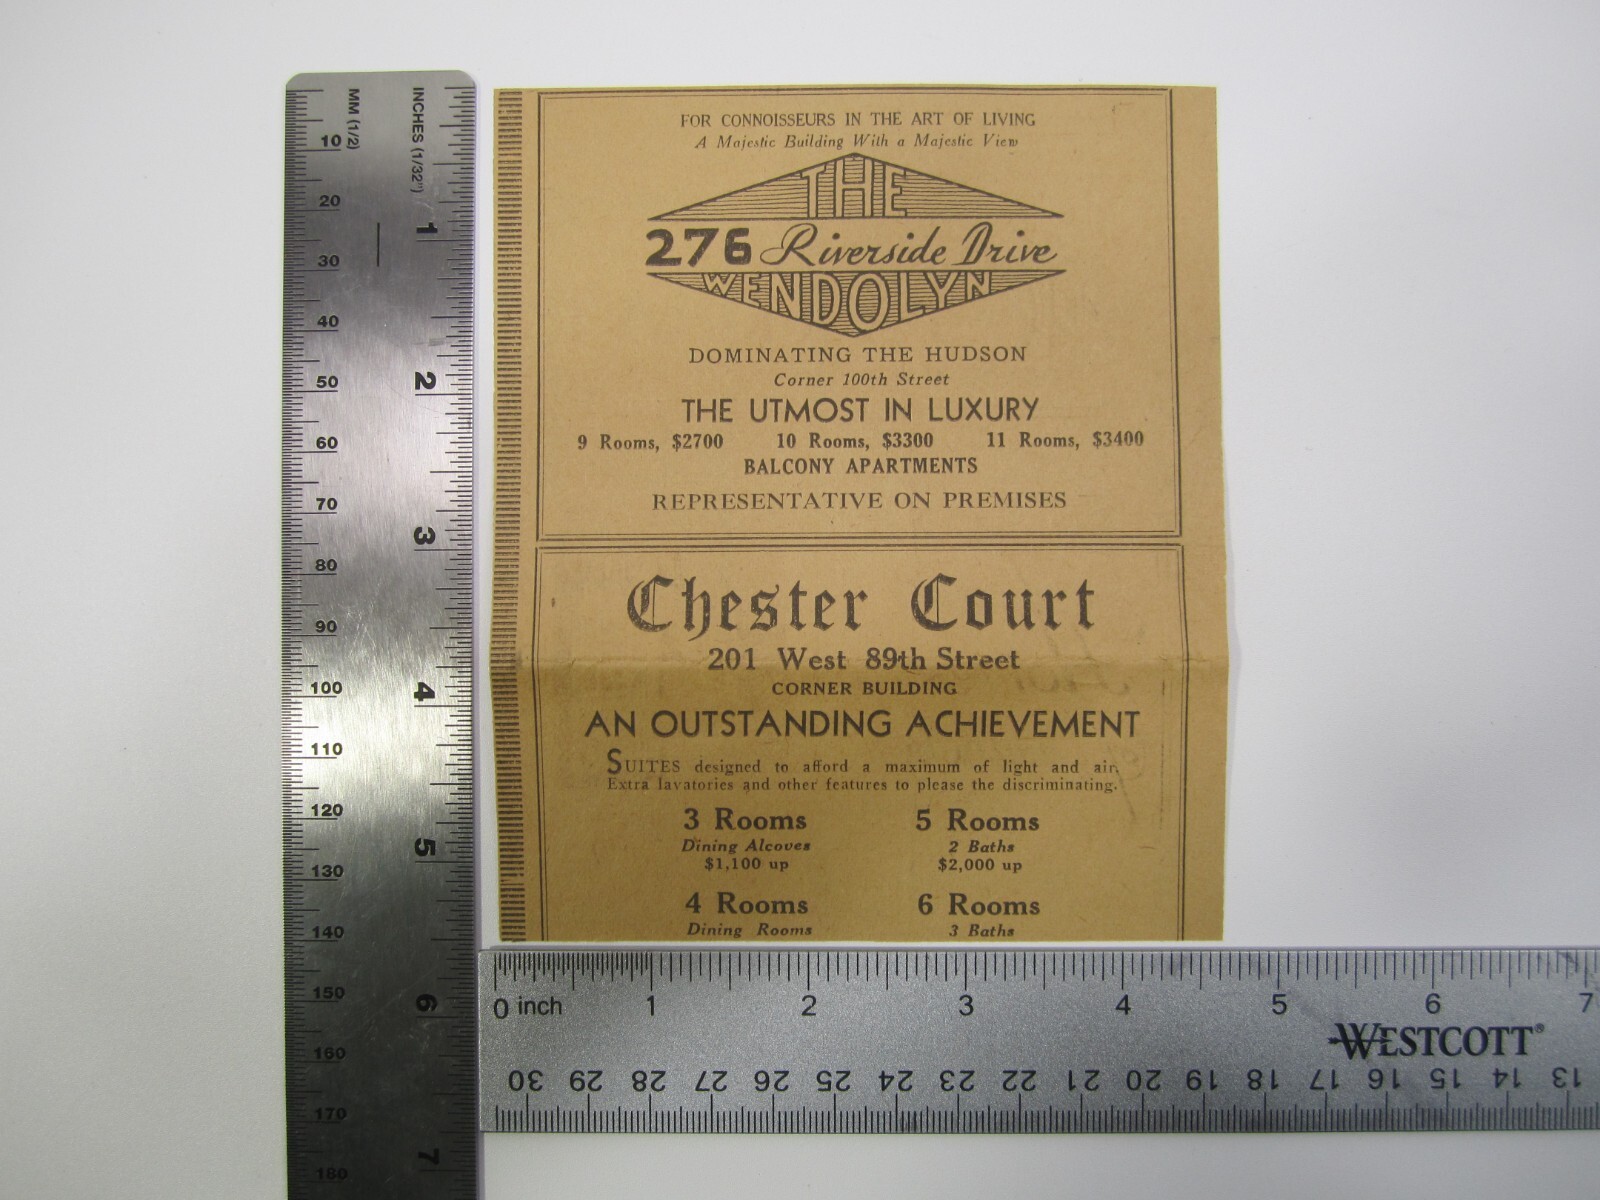 MM (1/2)
INCHES (1/32")
10
20
30
40
50
60
70
80
90
100
110
120
130
140
150
160
170
180
1
2
3
4
5
6
7
FOR CONNOISSEURS IN THE ART OF LIVING
A Majestic Building With a Majestic View
THE
276 Riverside Drive
WENDOLYN
DOMINATING THE HUDSON
Corner 100th Street
THE UTMOST IN LUXURY
9 Rooms, $2700 10 Rooms, $3300 11 Rooms, $3400
BALCONY APARTMENTS
REPRESENTATIVE ON PREMISES
Chester Court
201 West 89th Street
CORNER BUILDING
AN OUTSTANDING ACHIEVEMENT
SUITES designed to afford a maximum of light and air.
Extra lavatories and other features to please the discriminating.
3 Rooms 5 Rooms
Dining Alcoves 2 Baths
$1,100 up $2,000 up
4 Rooms 6 Rooms
Dining Rooms 3 Baths
0 inch 1 2 3 4 5 6 7
WESTCOTT®
30 29 28 27 26 25 24 23 22 21 20 19 18 17 16 15 14 13